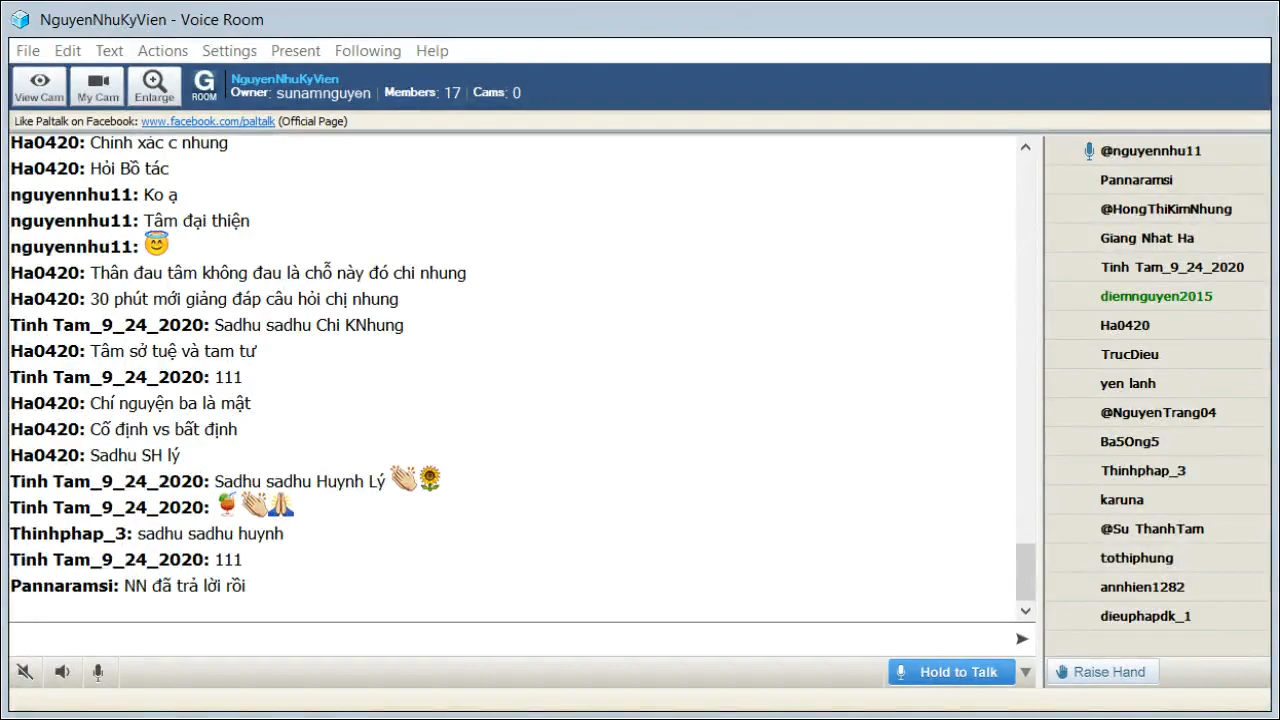 NguyenNhuKyVien - Voice Room
File Edit Text Actions Settings Present Following Help
View Cam My Cam Enlarge G ROOM
NguyenNhuKyVien
Owner: sunamnguyen Members: 17 Cams: 0
Like Paltalk on Facebook: www.facebook.com/paltalk (Official Page)
Ha0420: Chính xác c nhung
Ha0420: Hỏi Bồ tác
nguyennhu11: Ko ạ
nguyennhu11: Tâm đại thiện
nguyennhu11:
Ha0420: Thân đau tâm không đau là chỗ này đó chi nhung
Ha0420: 30 phút mới giảng đáp câu hỏi chị nhung
Tinh Tam_9_24_2020: Sadhu sadhu Chi KNhung
Ha0420: Tâm sở tuệ và tam tư
Tinh Tam_9_24_2020: 111
Ha0420: Chí nguyện ba là mật
Ha0420: Cố định vs bất định
Ha0420: Sadhu SH lý
Tinh Tam_9_24_2020: Sadhu sadhu Huynh Lý
Tinh Tam_9_24_2020:
Thinhphap_3: sadhu sadhu huynh
Tinh Tam_9_24_2020: 111
Pannaramsi: NN đã trả lời rồi
@nguyennhu11
Pannaramsi
@HongThiKimNhung
Giang Nhat Ha
Tinh Tam_9_24_2020
diemnguyen2015
Ha0420
TrucDieu
yen lanh
@NguyenTrang04
Ba5Ong5
Thinhphap_3
karuna
@Su ThanhTam
tothiphung
annhien1282
dieuphapdk_1
Hold to Talk
Raise Hand